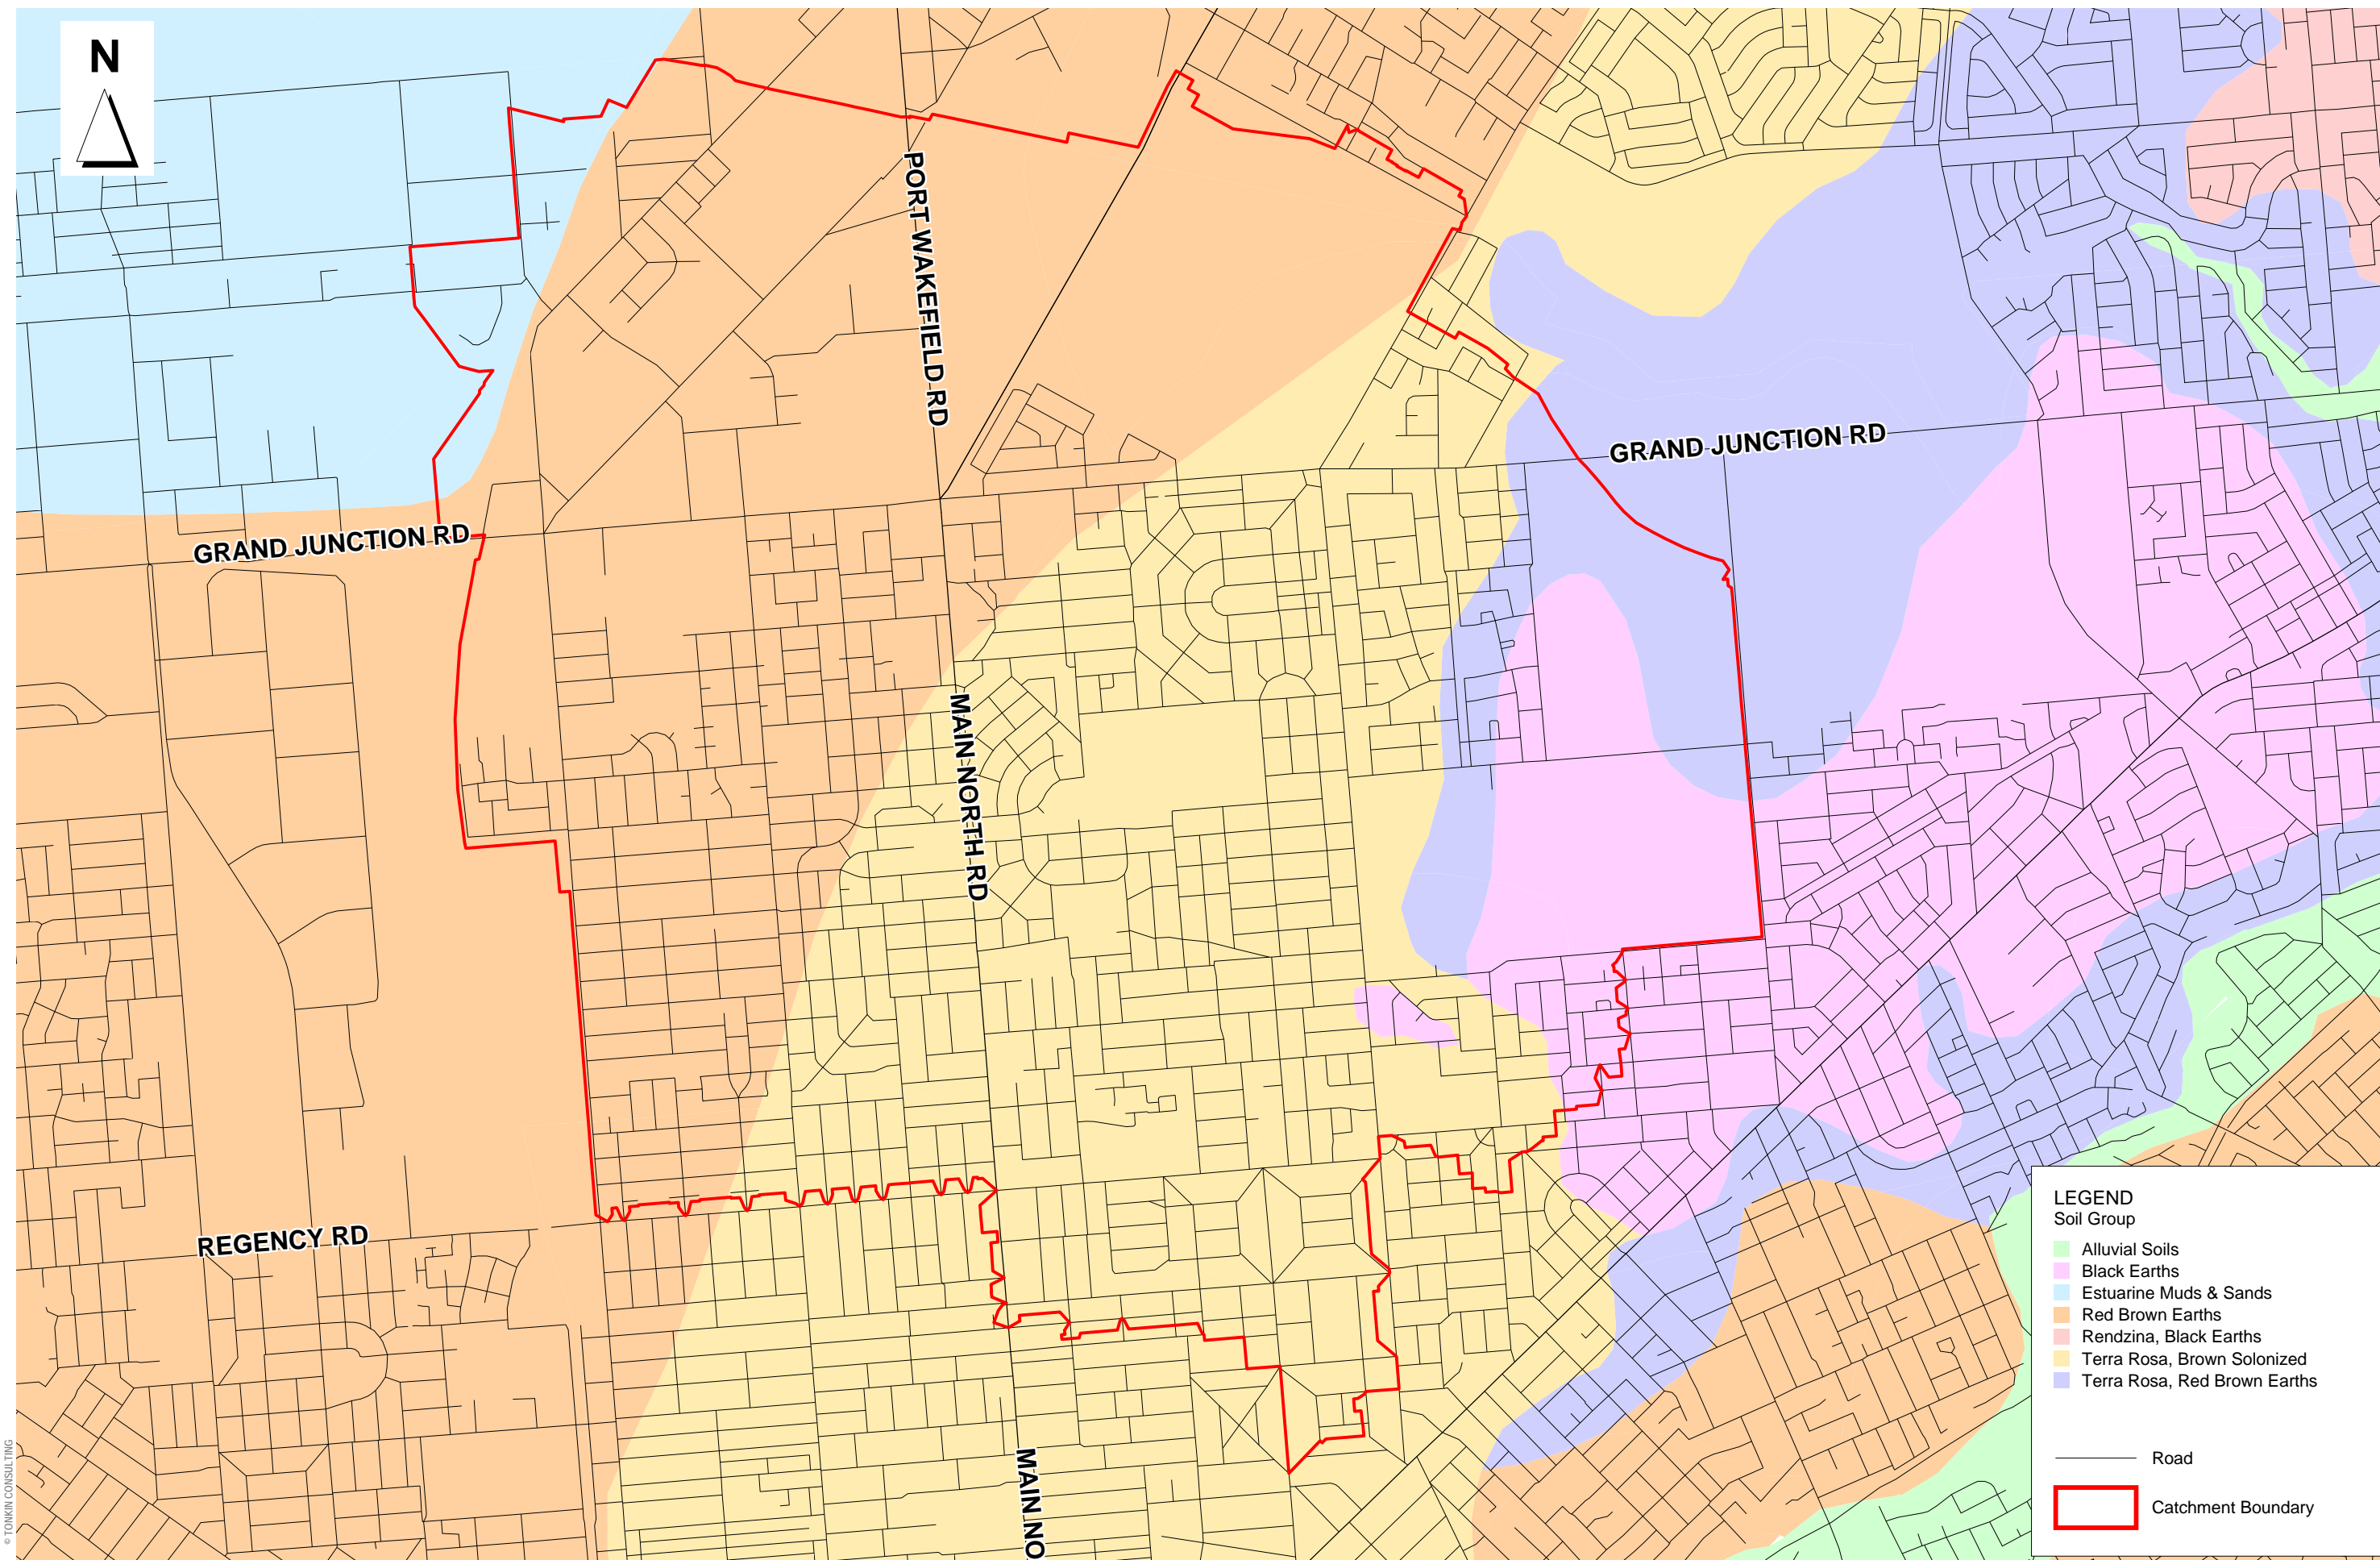 N
PORT WAKEFIELD RD
GRAND JUNCTION RD
GRAND JUNCTION RD
MAIN NORTH RD
REGENCY RD
MAIN NO
LEGEND
Soil Group
Alluvial Soils
Black Earths
Estuarine Muds & Sands
Red Brown Earths
Rendzina, Black Earths
Terra Rosa, Brown Solonized
Terra Rosa, Red Brown Earths
Road
Catchment Boundary
© TONKIN CONSULTING